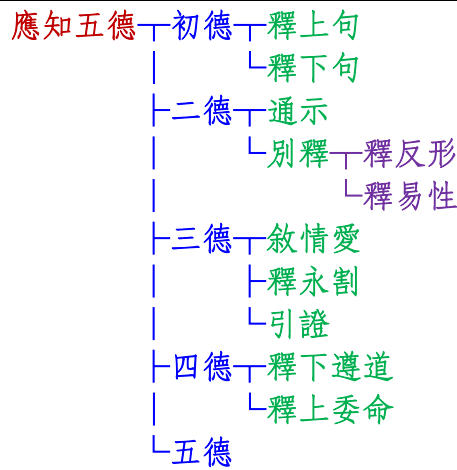 應知五德┬初德┬釋上句
│ └釋下句
├二德┬通示
│ └別釋┬釋反形
│ └釋易性
├三德┬敘情愛
│ ├釋永割
│ └引證
├四德┬釋下遵道
│ └釋上委命
└五德